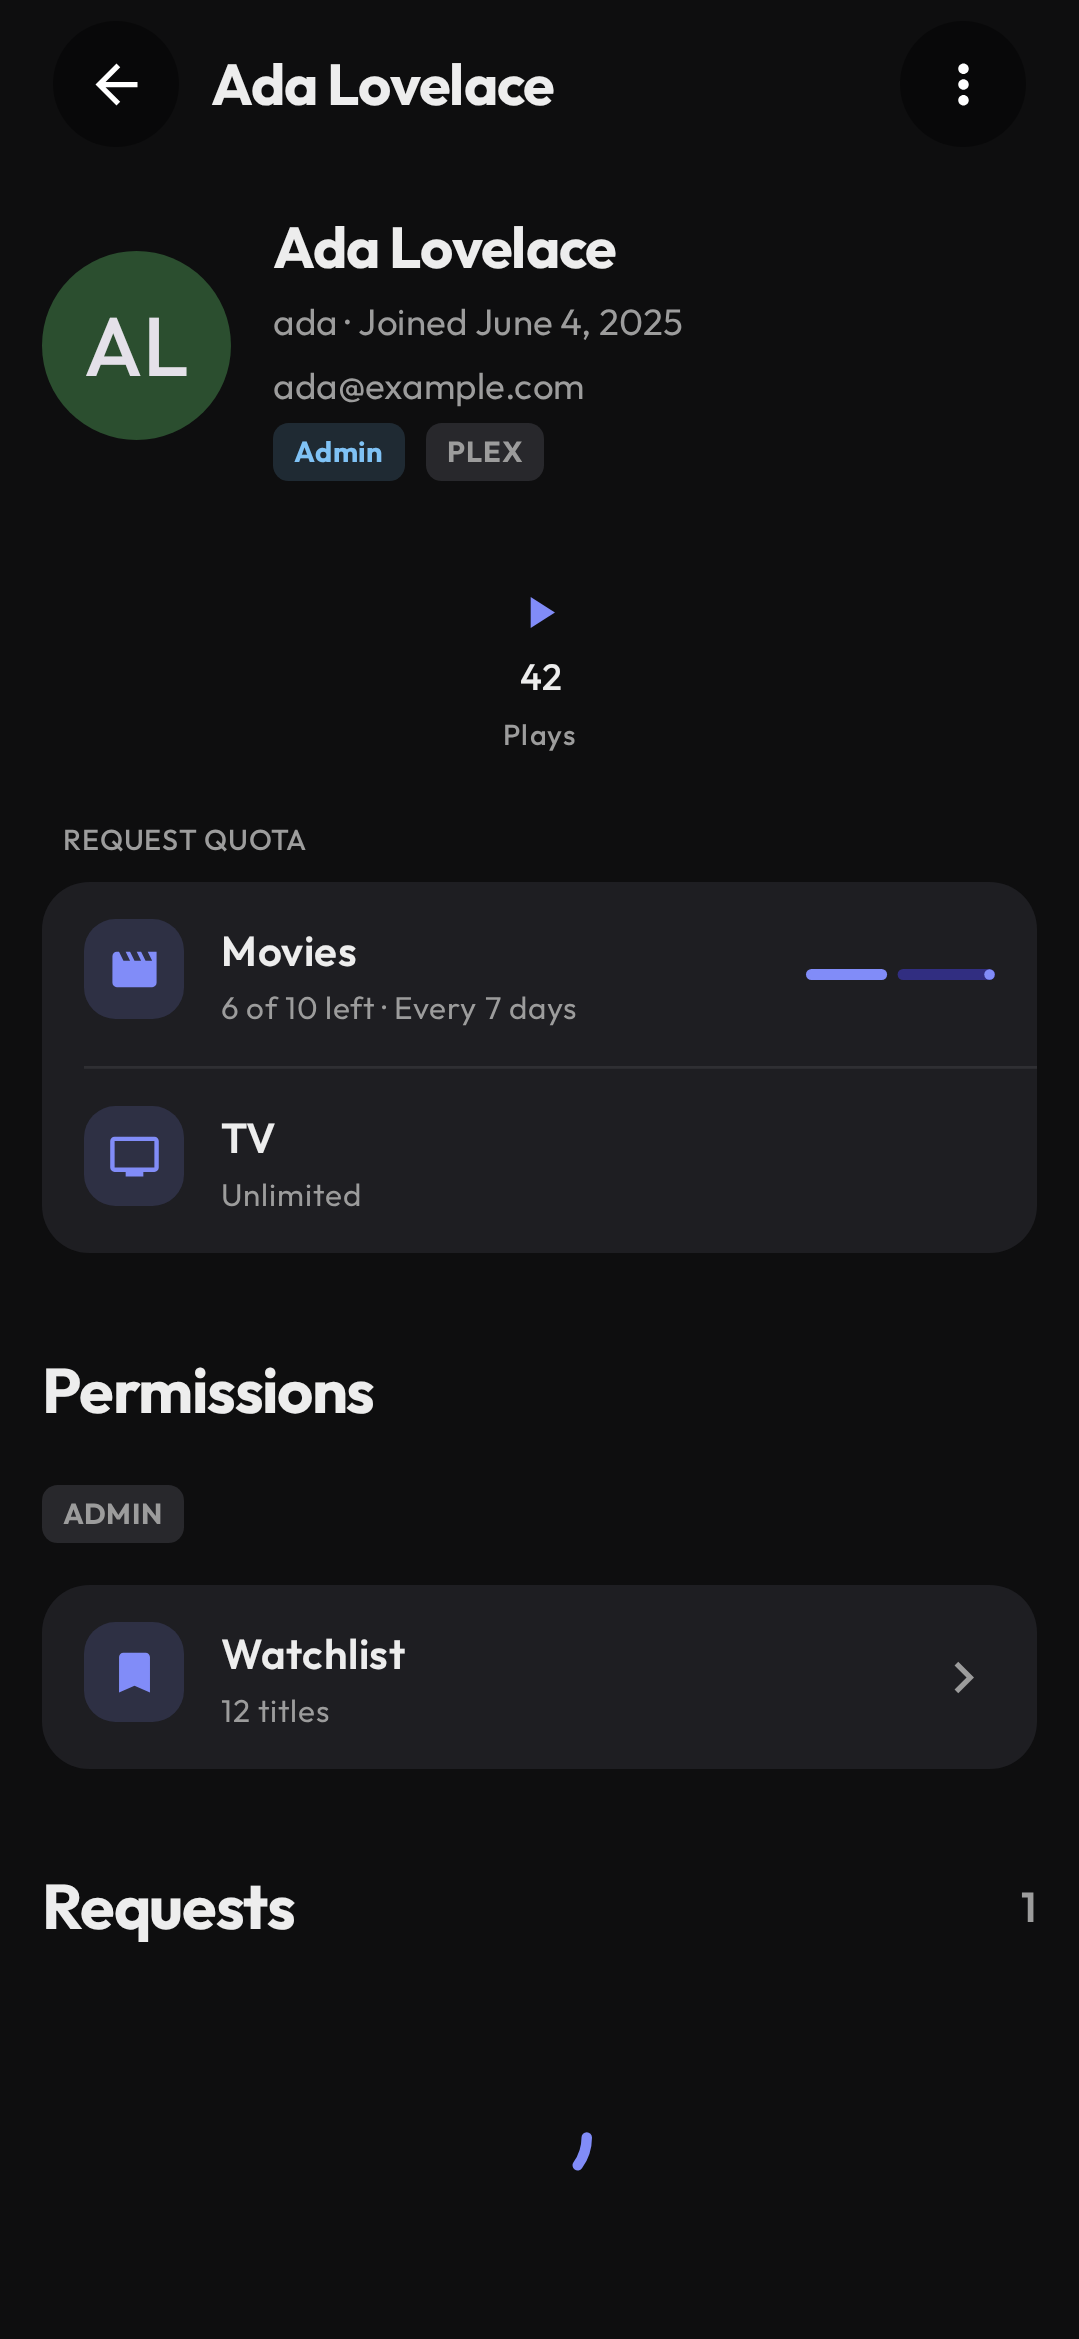 Ada Lovelace
AL
Ada Lovelace
ada · Joined June 4, 2025
ada@example.com
Admin
PLEX
42
Plays
REQUEST QUOTA
Movies
6 of 10 left · Every 7 days
TV
Unlimited
Permissions
ADMIN
Watchlist
12 titles
Requests
1